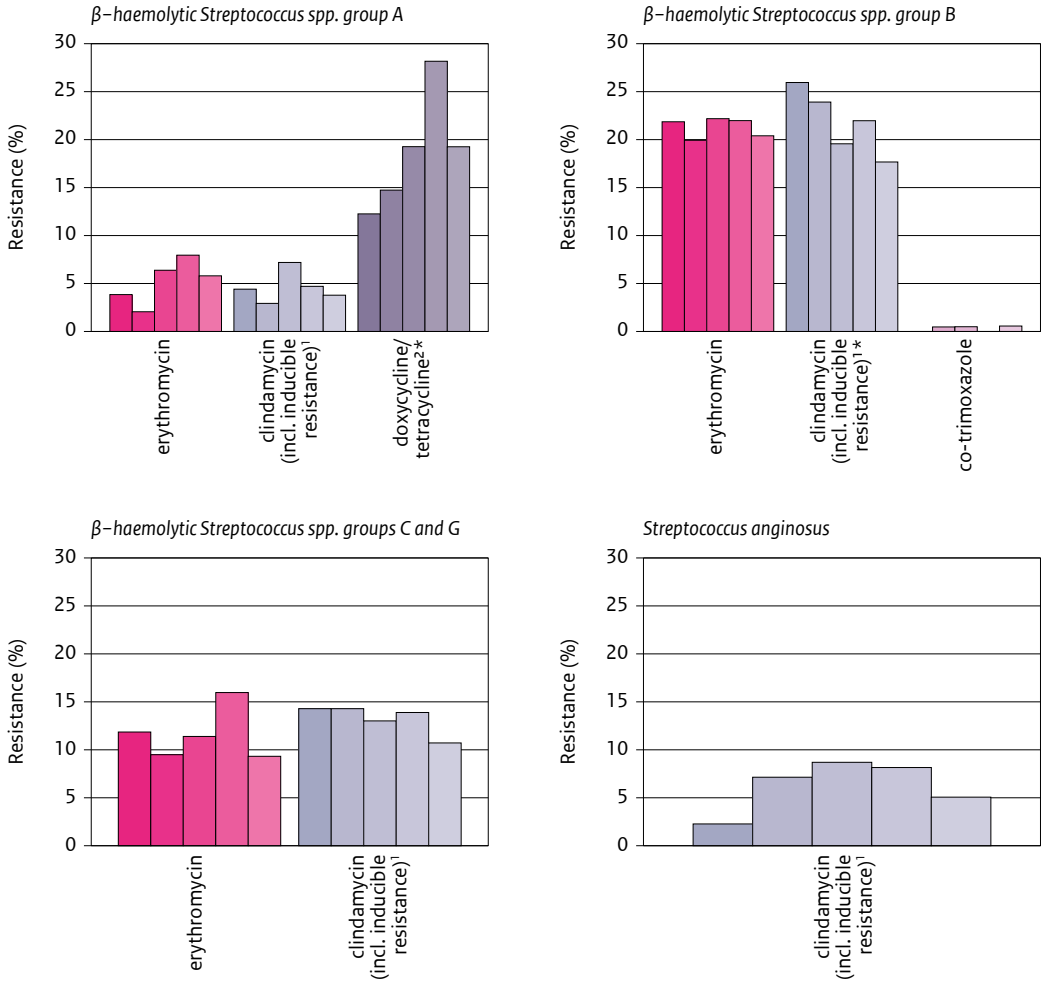 β–haemolytic Streptococcus spp. group A
Resistance (%)
30
25
20
15
10
5
0
erythromycin
clindamycin
(incl. inducible
resistance)¹
doxycycline/
tetracycline²*
β–haemolytic Streptococcus spp. group B
Resistance (%)
30
25
20
15
10
5
0
erythromycin
clindamycin
(incl. inducible
resistance)¹*
co-trimoxazole
β–haemolytic Streptococcus spp. groups C and G
Resistance (%)
30
25
20
15
10
5
0
erythromycin
clindamycin
(incl. inducible
resistance)¹
Streptococcus anginosus
Resistance (%)
30
25
20
15
10
5
0
clindamycin
(incl. inducible
resistance)¹